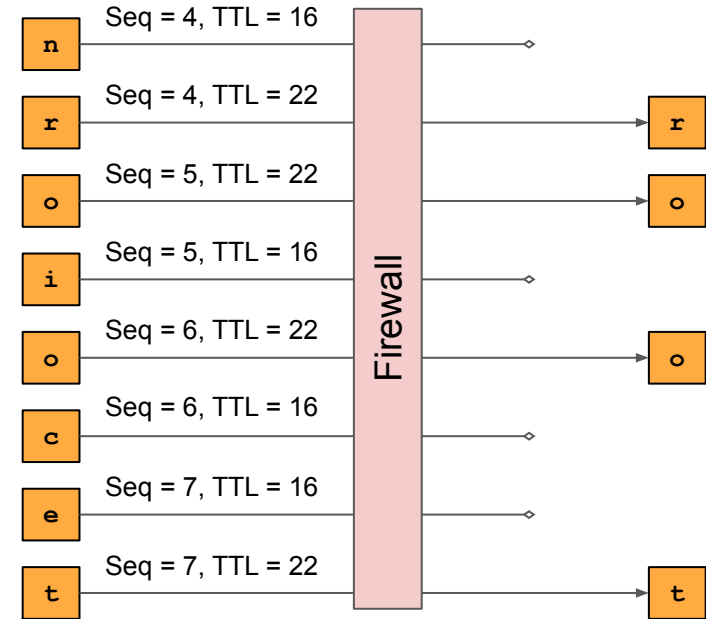 Seq = 4, TTL = 16
n
Seq = 4, TTL = 22
r r
Seq = 5, TTL = 22
o o
Seq = 5, TTL = 16
i
Firewall
Seq = 6, TTL = 22
o o
Seq = 6, TTL = 16
c
Seq = 7, TTL = 16
e
Seq = 7, TTL = 22
t t